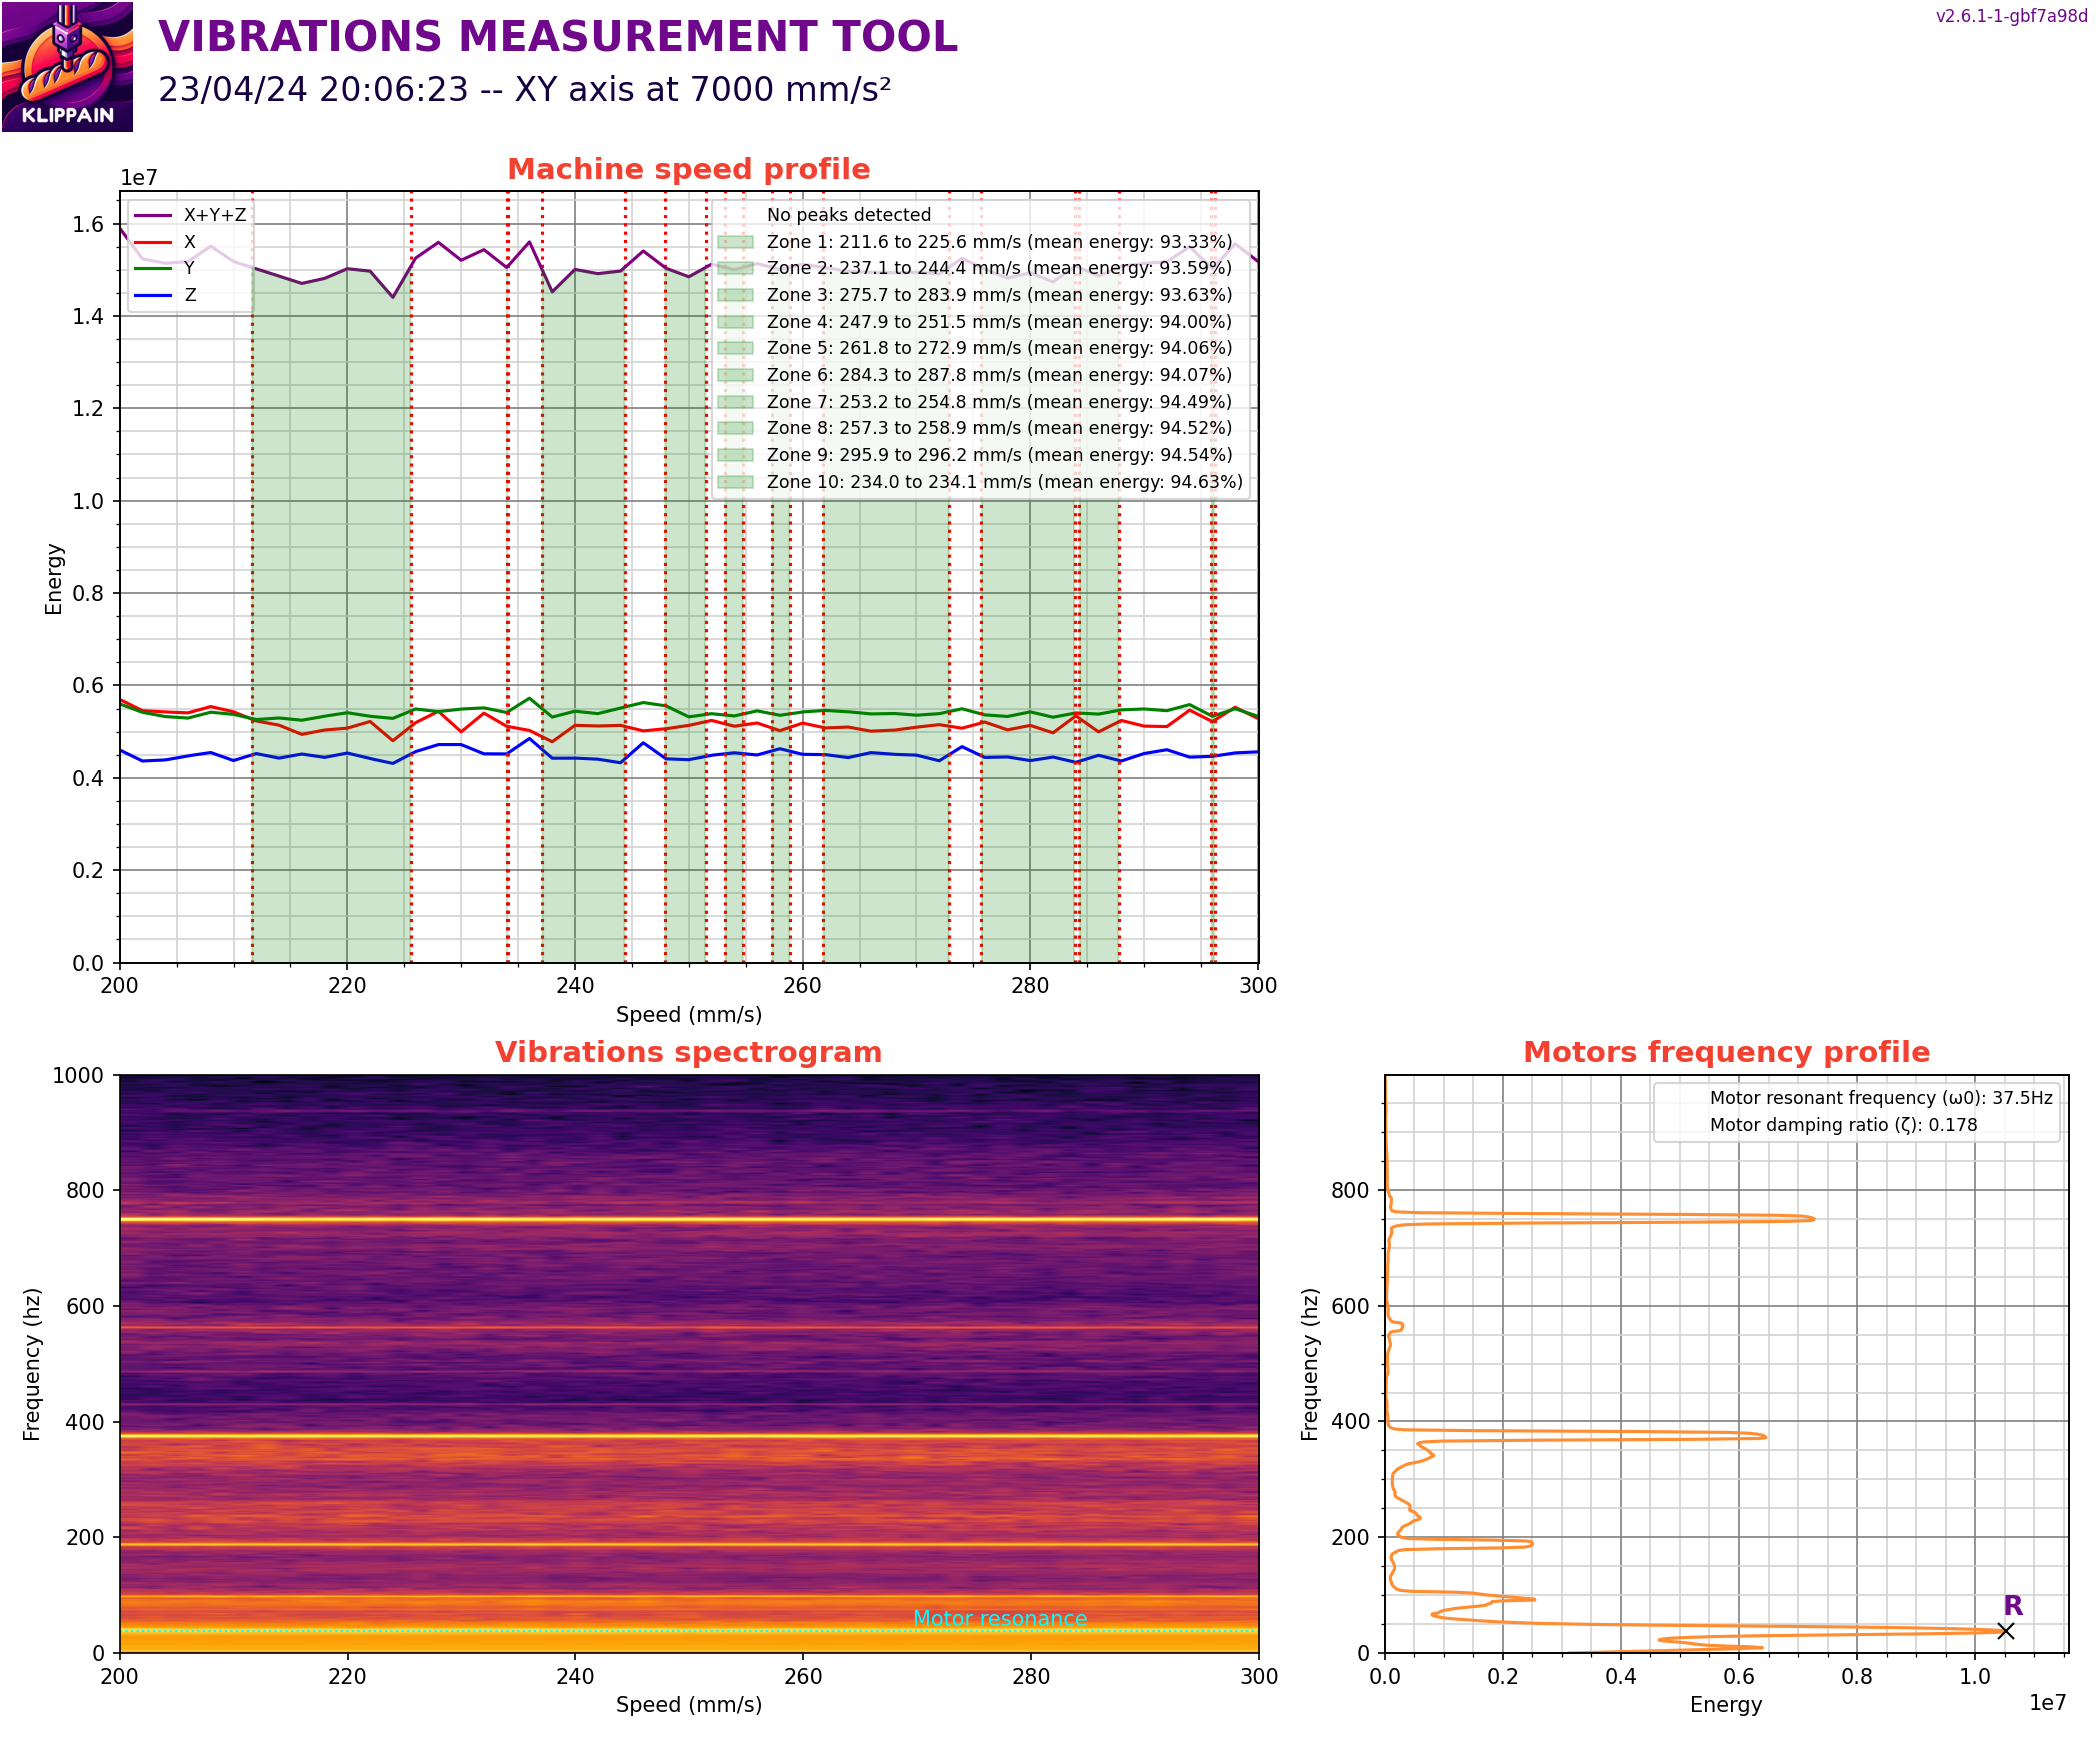 v2.6.1-1-gbf7a98d
VIBRATIONS MEASUREMENT TOOL
23/04/24 20:06:23 -- XY axis at 7000 mm/s²
KLIPPAIN
Machine speed profile
1e7
X+Y+Z
X
Y
Z
No peaks detected
Zone 1: 211.6 to 225.6 mm/s (mean energy: 93.33%)
Zone 2: 237.1 to 244.4 mm/s (mean energy: 93.59%)
Zone 3: 275.7 to 283.9 mm/s (mean energy: 93.63%)
Zone 4: 247.9 to 251.5 mm/s (mean energy: 94.00%)
Zone 5: 261.8 to 272.9 mm/s (mean energy: 94.06%)
Zone 6: 284.3 to 287.8 mm/s (mean energy: 94.07%)
Zone 7: 253.2 to 254.8 mm/s (mean energy: 94.49%)
Zone 8: 257.3 to 258.9 mm/s (mean energy: 94.52%)
Zone 9: 295.9 to 296.2 mm/s (mean energy: 94.54%)
Zone 10: 234.0 to 234.1 mm/s (mean energy: 94.63%)
1.6
1.4
1.2
1.0
0.8
0.6
0.4
0.2
0.0
Energy
200 220 240 260 280 300
Speed (mm/s)
Vibrations spectrogram
1000
800
600
400
200
0
Frequency (hz)
Motor resonance
200 220 240 260 280 300
Speed (mm/s)
Motors frequency profile
Motor resonant frequency (ω0): 37.5Hz
Motor damping ratio (ζ): 0.178
800
600
400
200
0
Frequency (hz)
R
0.0 0.2 0.4 0.6 0.8 1.0
Energy
1e7